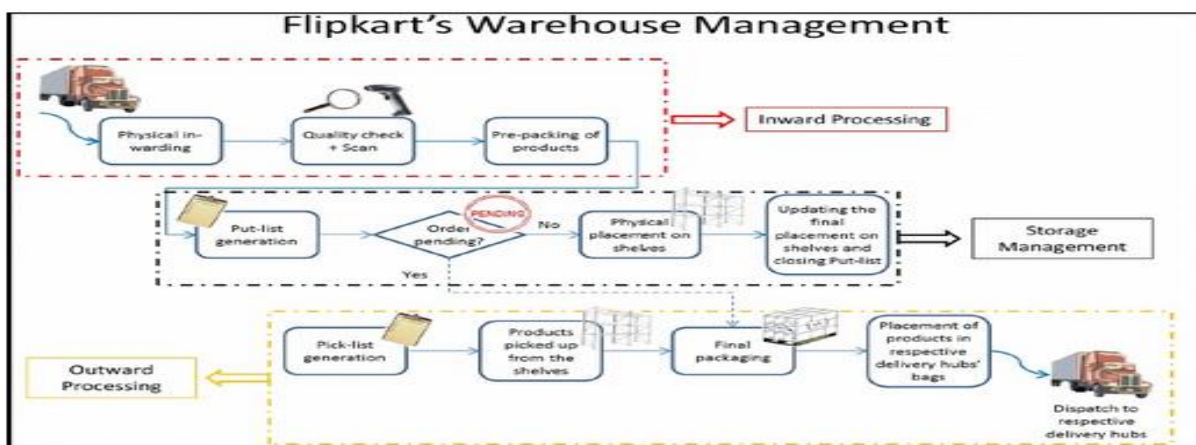 Flipkart's Warehouse Management
Physical in-
warding
Quality check
+ Scan
Pre-packing of
products
Inward Processing
Put-list
generation
PENDING
Order
pending?
No
Yes
Physical
placement on
shelves
Updating the
final
placement on
shelves and
closing Put-list
Storage
Management
Outward
Processing
Pick-list
generation
Products
picked up
from the
shelves
Final
packaging
Placement of
products in
respective
delivery hubs'
bags
Dispatch to
respective
delivery hubs